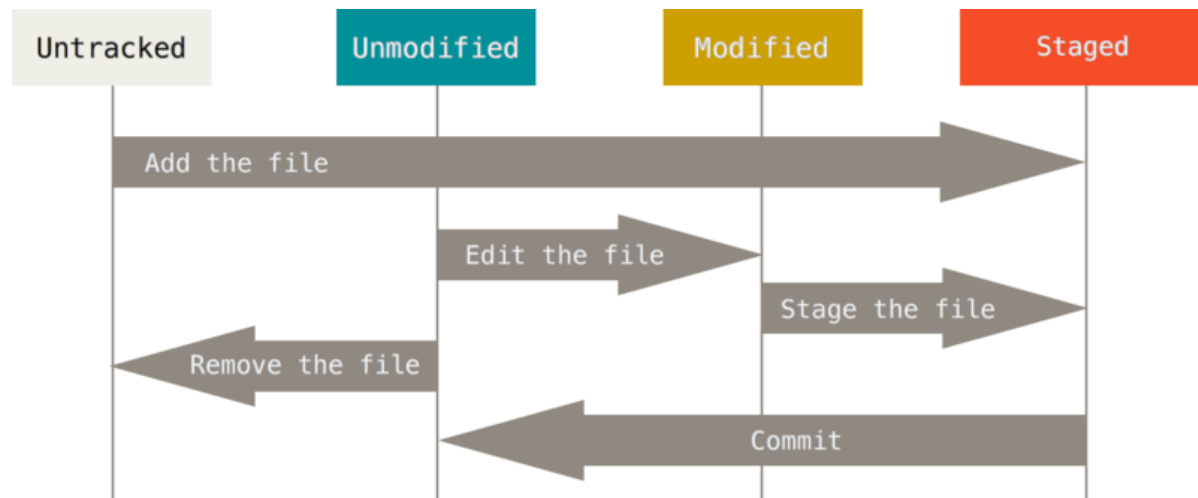 Untracked
Unmodified
Modified
Staged
Add the file
Edit the file
Stage the file
Remove the file
Commit